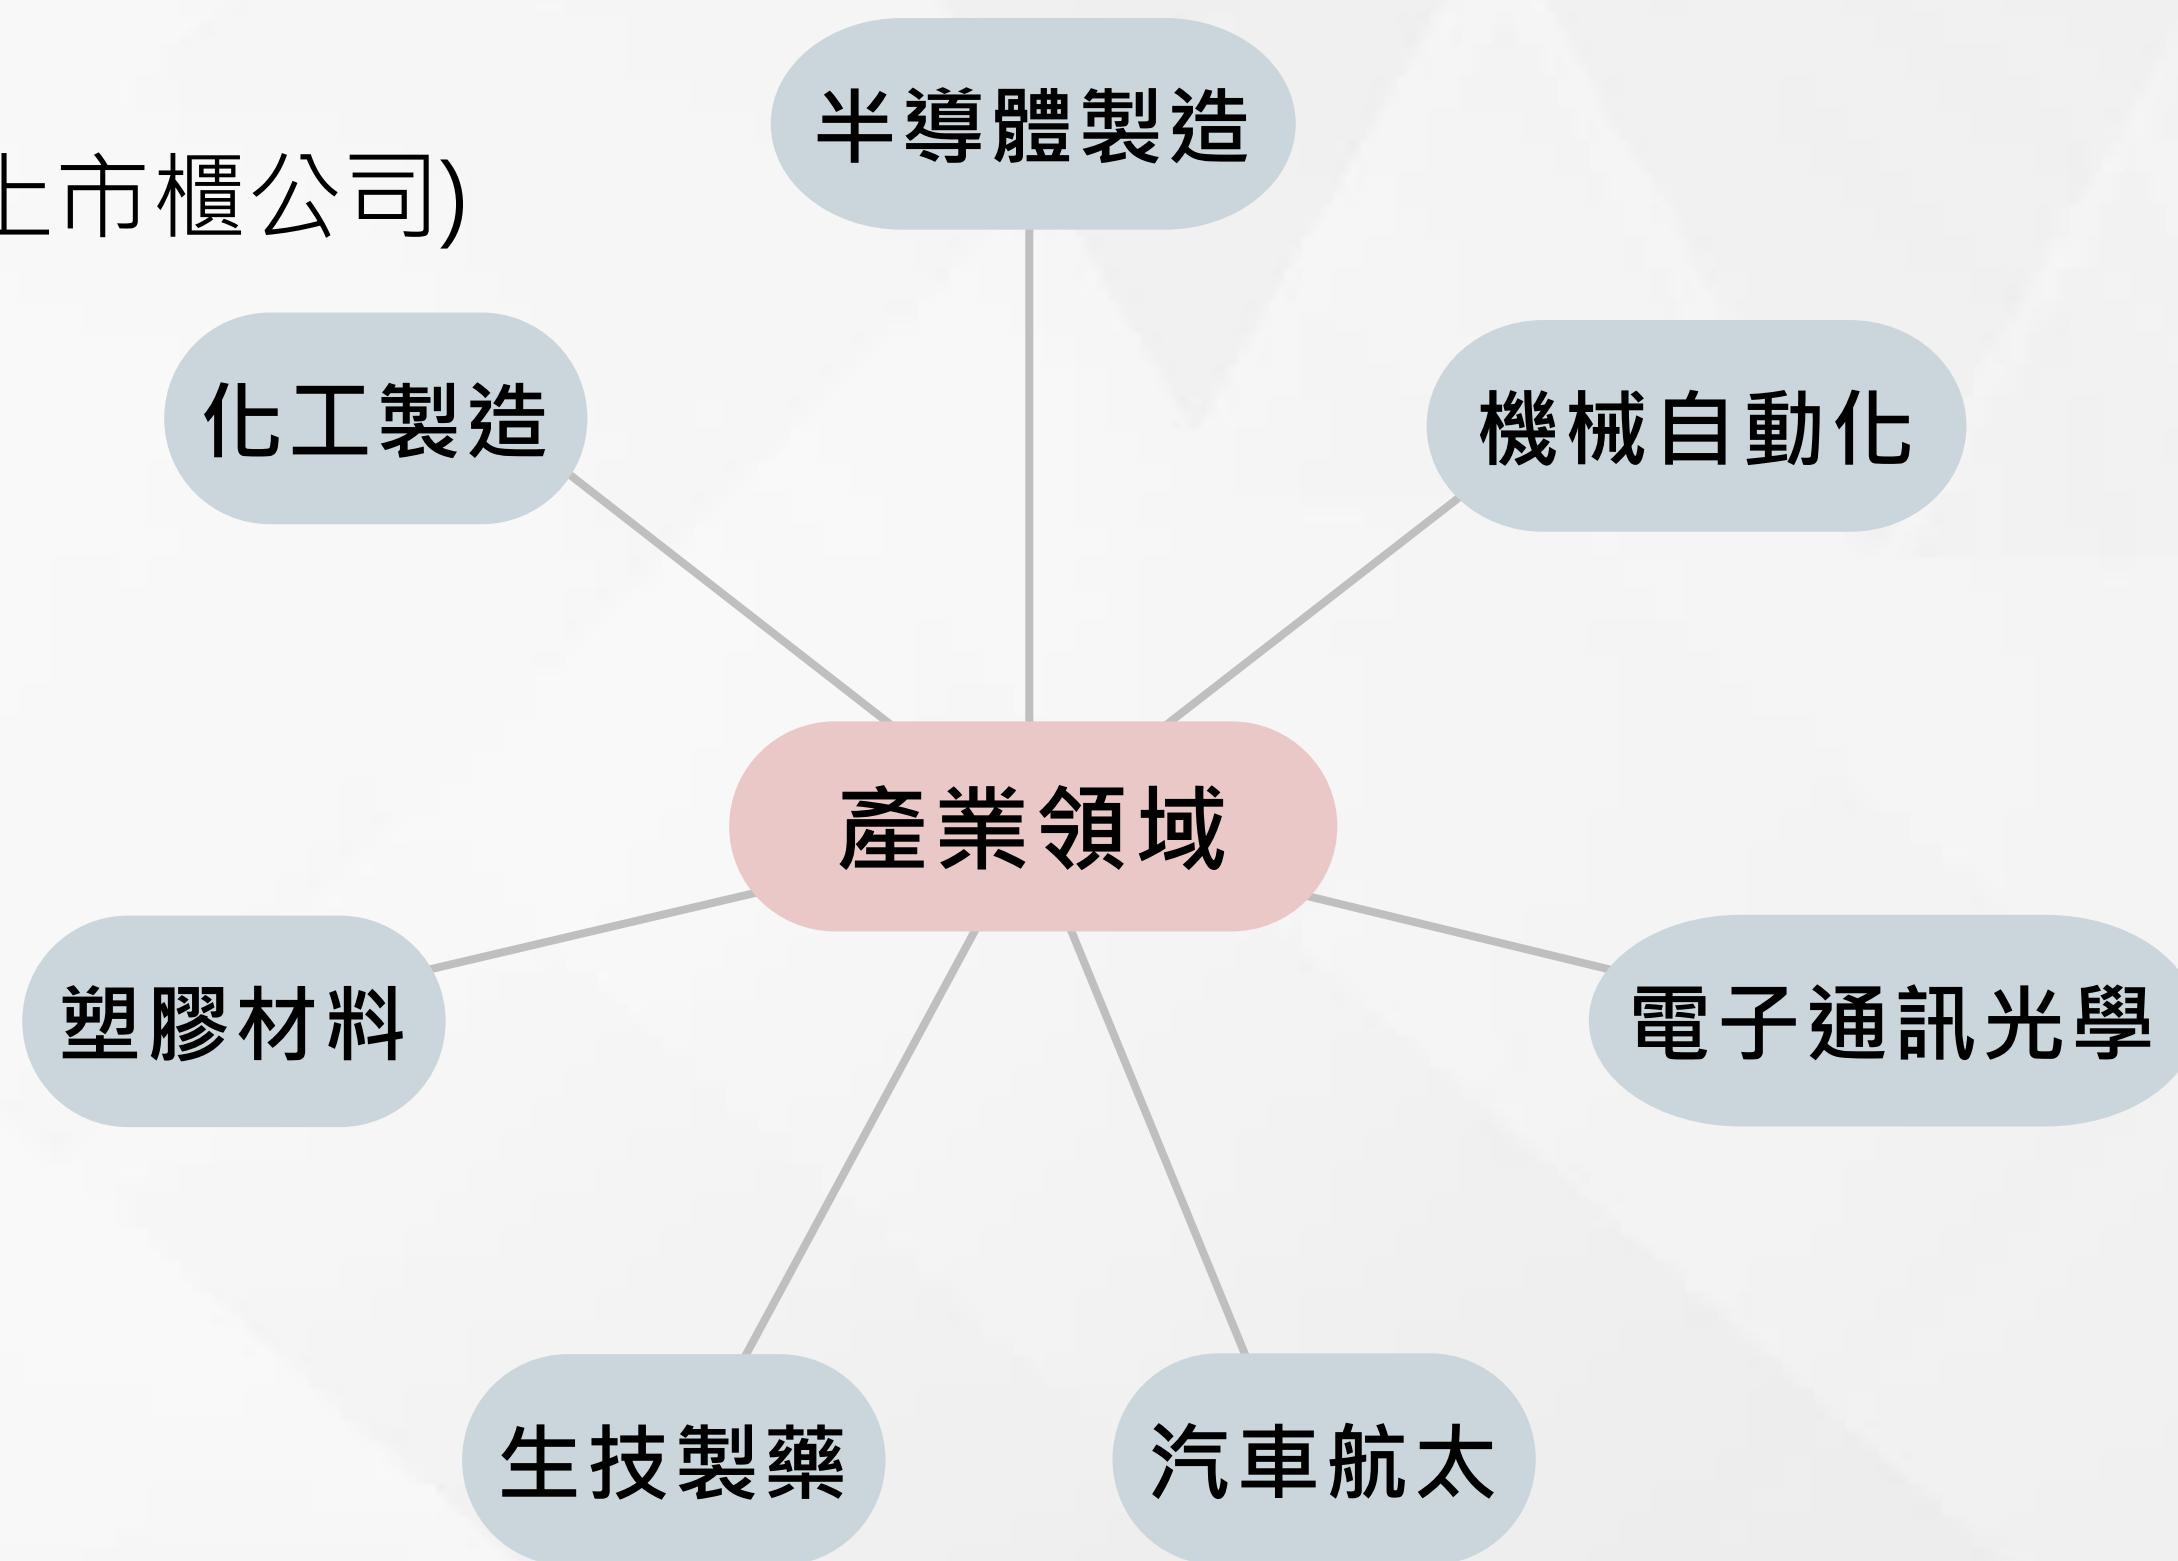 半導體製造
上市櫃公司)
化工製造
機械自動化
產業領域
塑膠材料
電子通訊光學
生技製藥
汽車航太